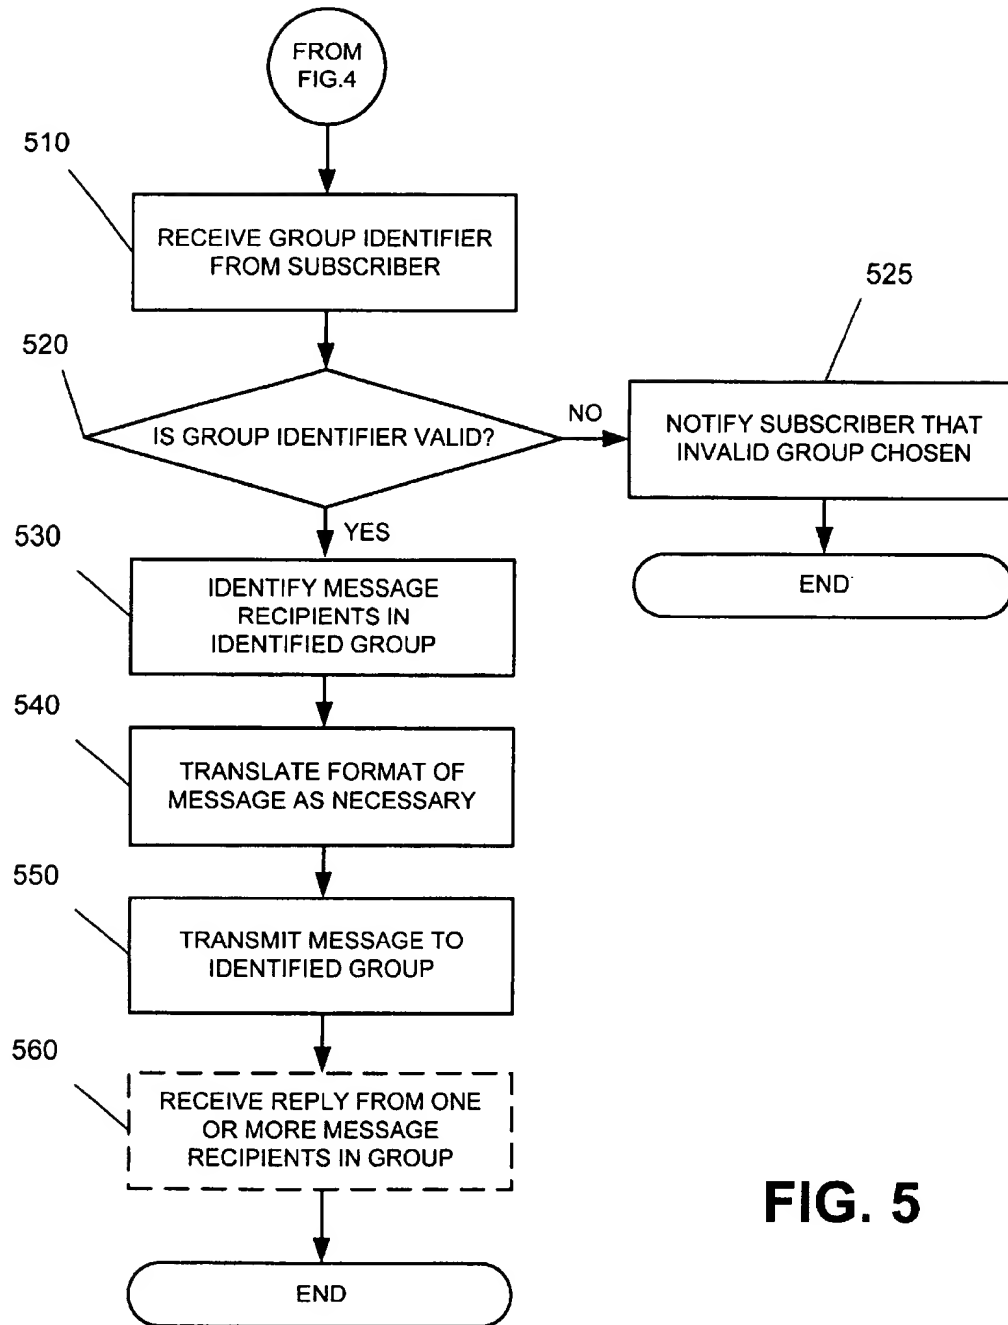 FROM
FIG.4
510
RECEIVE GROUP IDENTIFIER
FROM SUBSCRIBER
525
520
IS GROUP IDENTIFIER VALID?
NO
NOTIFY SUBSCRIBER THAT
INVALID GROUP CHOSEN
YES
END
530
IDENTIFY MESSAGE
RECIPIENTS IN
IDENTIFIED GROUP
540
TRANSLATE FORMAT OF
MESSAGE AS NECESSARY
550
TRANSMIT MESSAGE TO
IDENTIFIED GROUP
560
RECEIVE REPLY FROM ONE
OR MORE MESSAGE
RECIPIENTS IN GROUP
FIG. 5
END